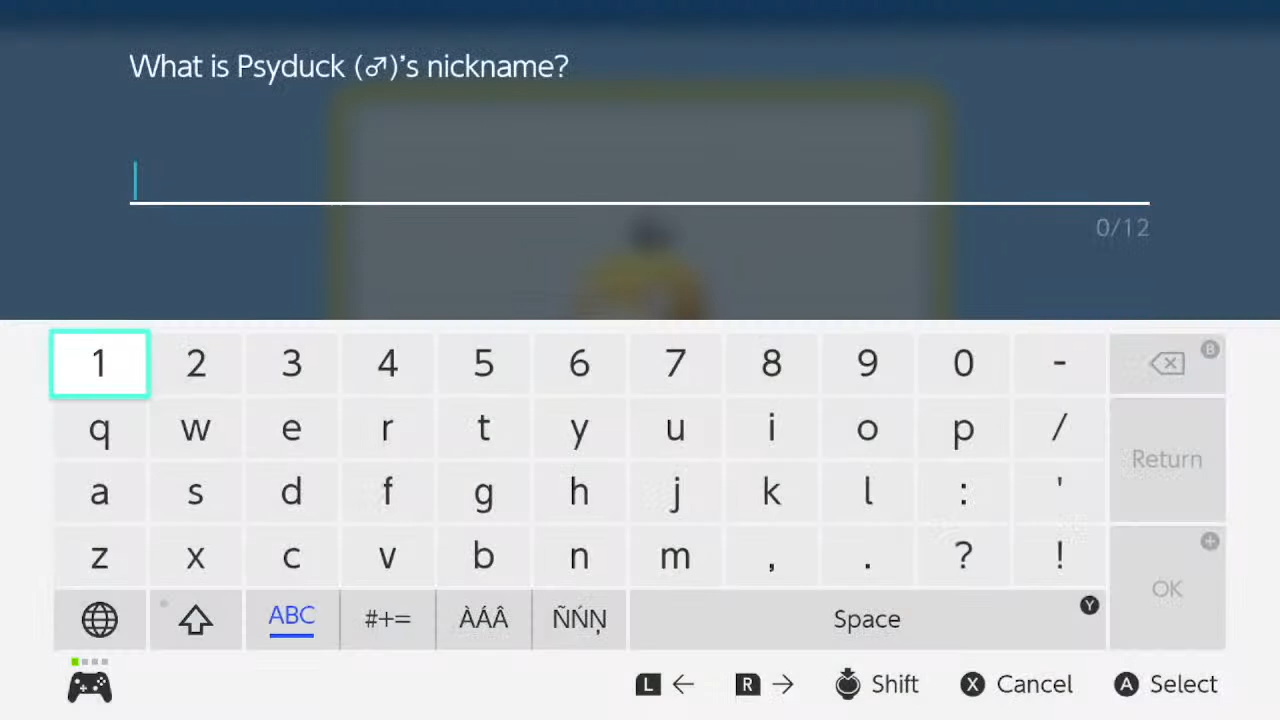 What is Psyduck (♂)'s nickname?
0/12
1 2 3 4 5 6 7 8 9 0 - B
q w e r t y u i o p / Return
a s d f g h j k l : '
z x c v b n m , . ? ! + OK
ABC #+= ÀÁÂ ÑŃŅ Space Y
L ← R → Shift X Cancel A Select